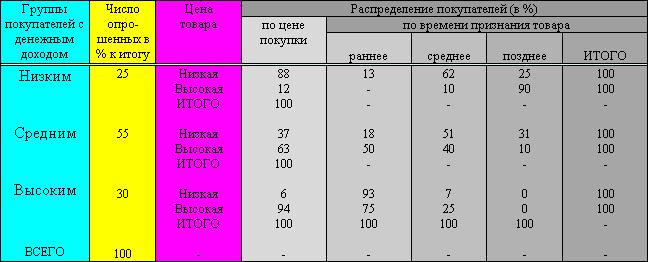 Группы покупателей с денежным доходом Число опро-шенных в % к итогу Цена товара Распределение покупателей (в %)
по цене покупки по времени признания товара
раннее среднее позднее ИТОГО
Низким 25 Низкая 88 13 62 25 100
Высокая 12 - 10 90 100
ИТОГО 100 - - - -
Средним 55 Низкая 37 18 51 31 100
Высокая 63 50 40 10 100
ИТОГО 100 - - - -
Высоким 30 Низкая 6 93 7 0 100
Высокая 94 75 25 0 100
ИТОГО 100 100 100 100 -
ВСЕГО 100 - - - - - -